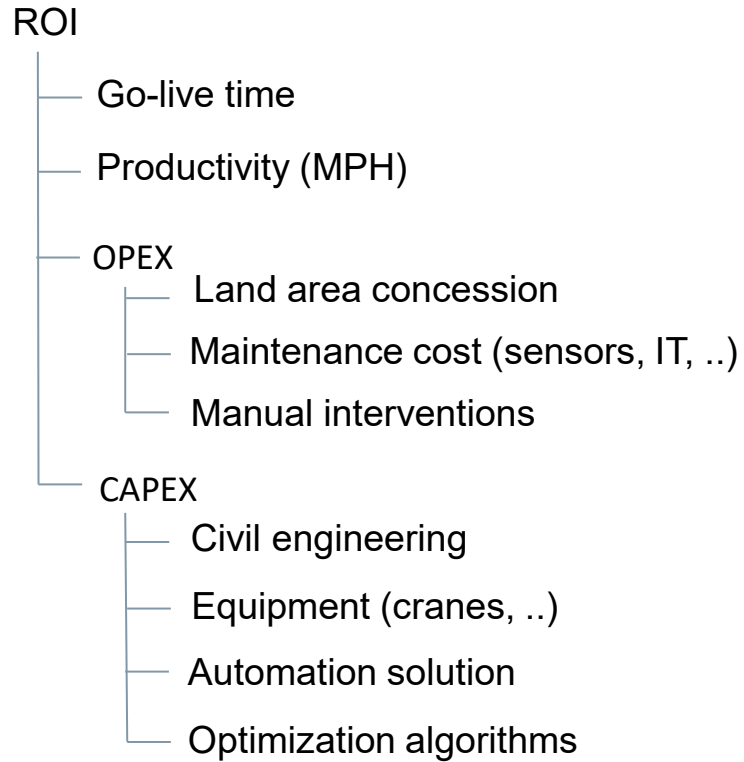 ROI
Go-live time
Productivity (MPH)
OPEX
Land area concession
Maintenance cost (sensors, IT, ..)
Manual interventions
CAPEX
Civil engineering
Equipment (cranes, ..)
Automation solution
Optimization algorithms